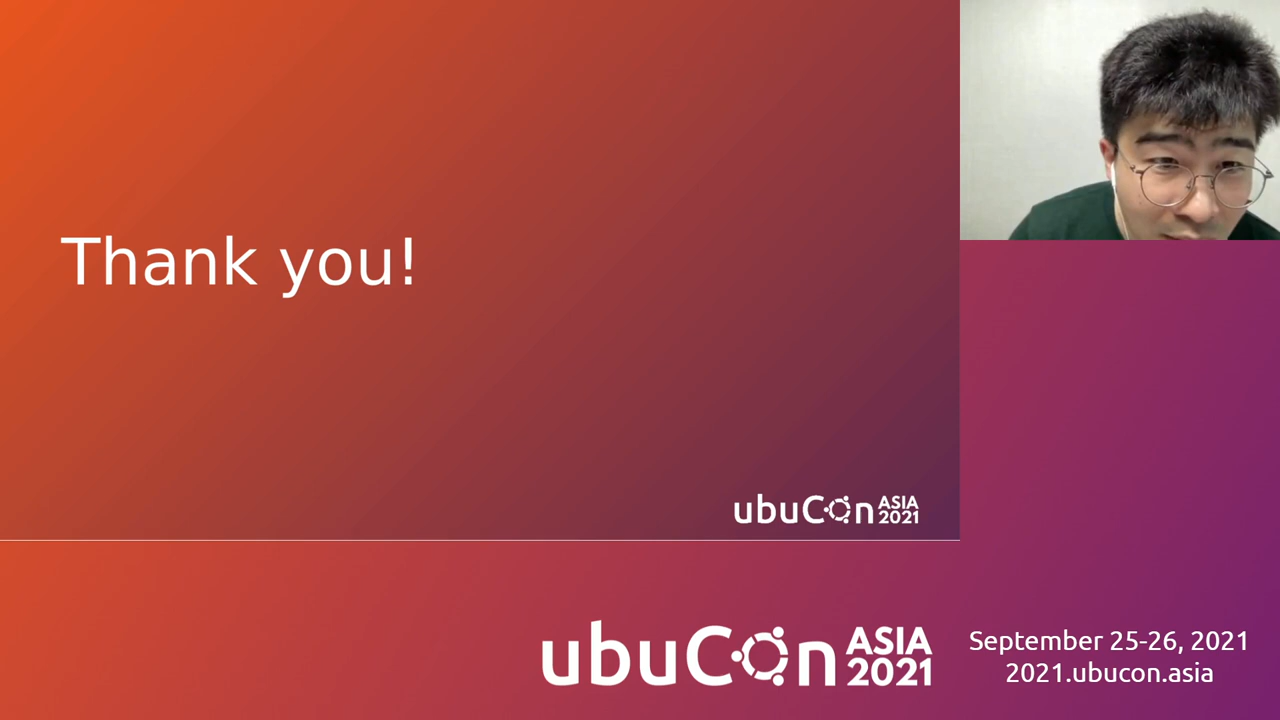 Thank you!
ubuCon ASIA 2021
ubuCon ASIA 2021
September 25-26, 2021
2021.ubucon.asia